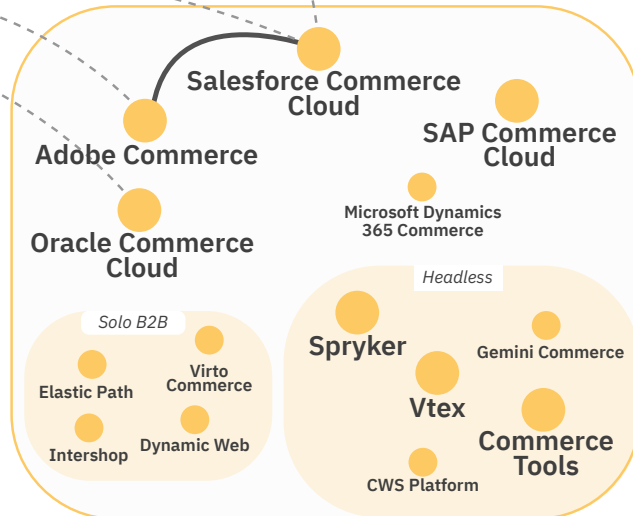 Salesforce Commerce
Cloud
Adobe Commerce
SAP Commerce
Cloud
Microsoft Dynamics
365 Commerce
Oracle Commerce
Cloud
Headless
Solo B2B
Spryker
Gemini Commerce
Virto
Commerce
Elastic Path
Vtex
Dynamic Web
Intershop
Commerce
Tools
CWS Platform